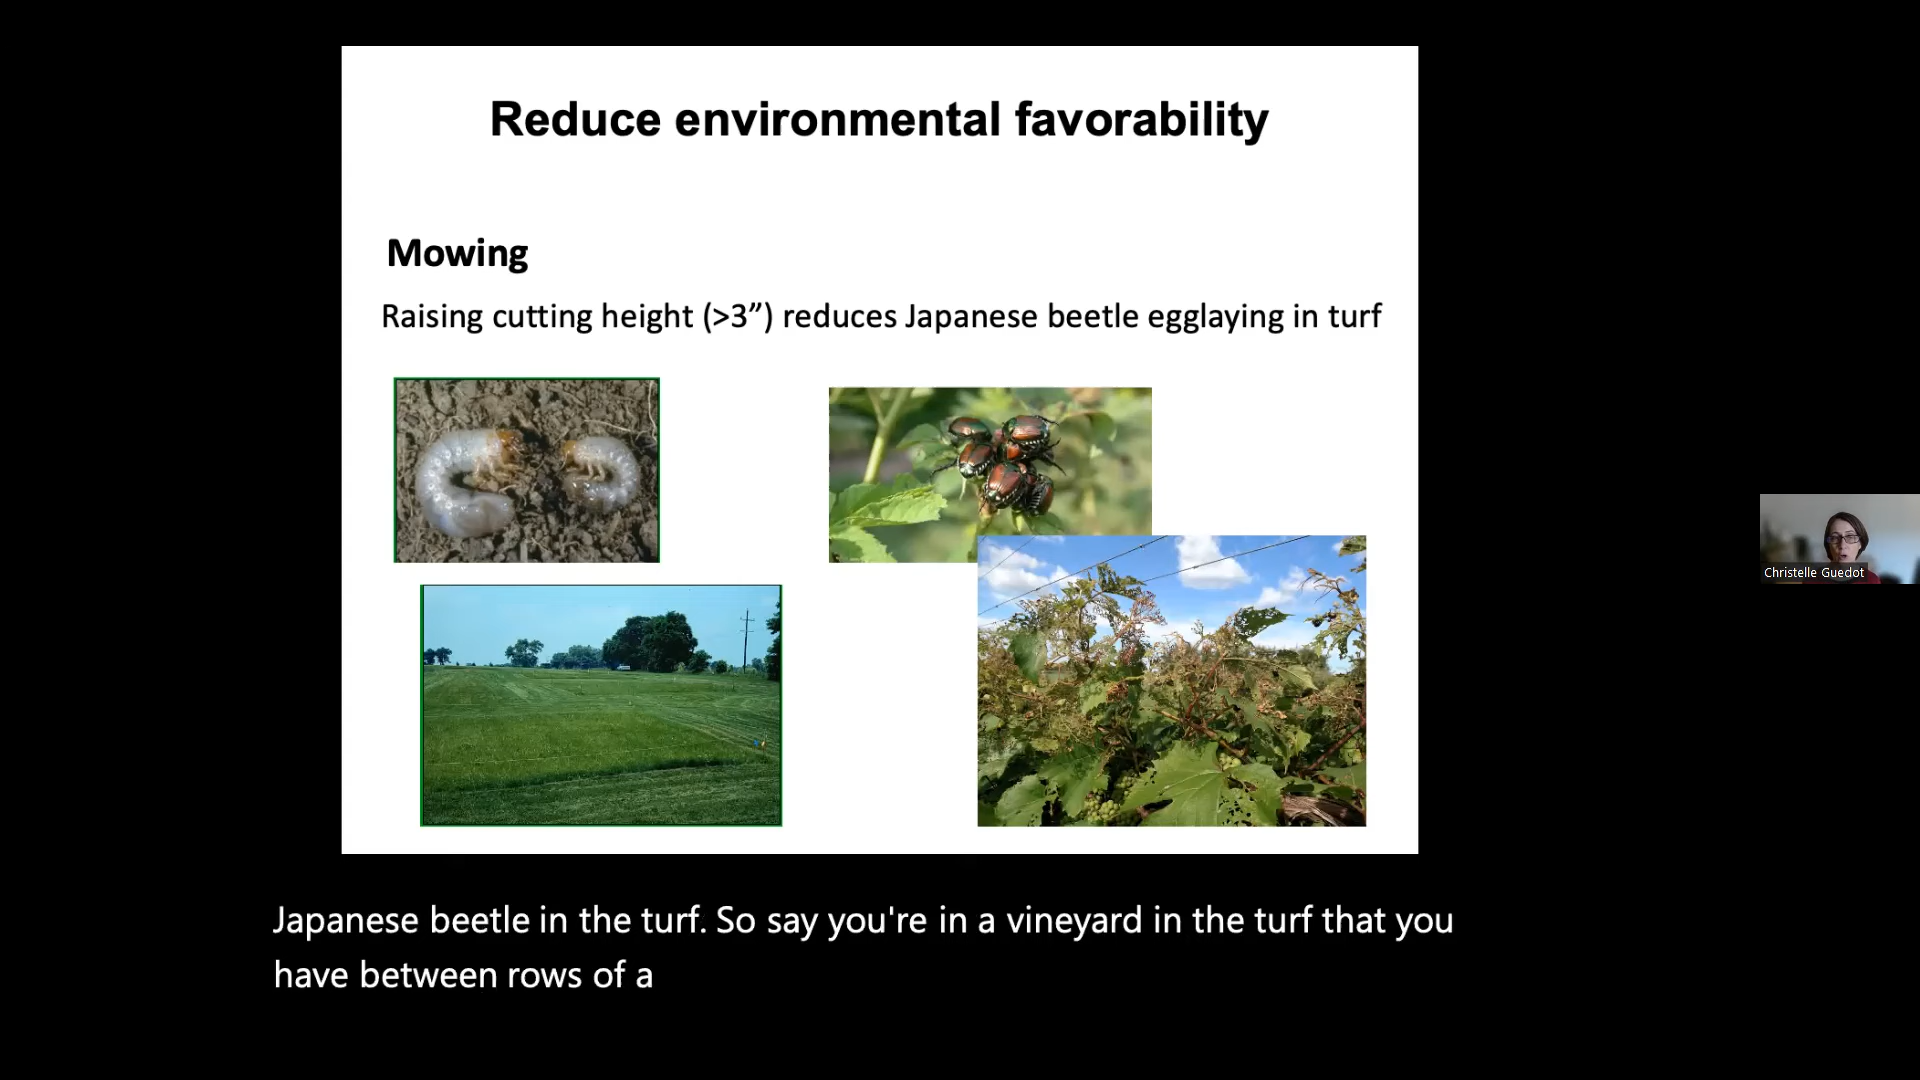 Reduce environmental favorability
Mowing
Raising cutting height (>3”) reduces Japanese beetle egglaying in turf
Christelle Guedot
Japanese beetle in the turf. So say you're in a vineyard in the turf that you
have between rows of a